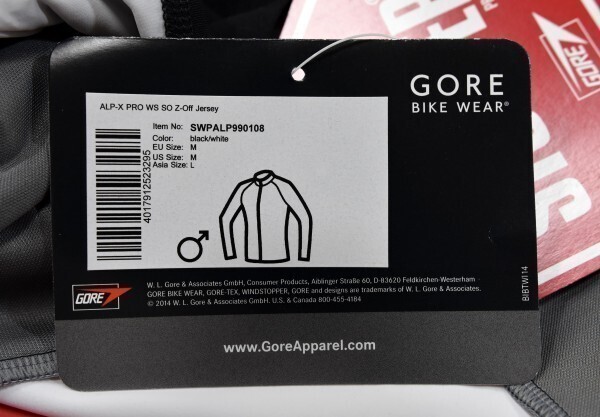 GORE
BIKE WEAR®
ALP-X PRO WS SO Z-Off Jersey
Item No: SWPALP990108
Color: black/white
EU Size: M
US Size: M
Asia Size: L
4017912523295
GORE
W. L. Gore & Associates GmbH, Consumer Products, Aiblinger Straße 60, D-83620 Feldkirchen-Westerham
GORE BIKE WEAR, GORE-TEX, WINDSTOPPER, GORE and designs are trademarks of W. L. Gore & Associates.
© 2014 W. L. Gore & Associates GmbH. U.S. & Canada 800-455-4184
BIBTWI14
www.GoreApparel.com
GORE